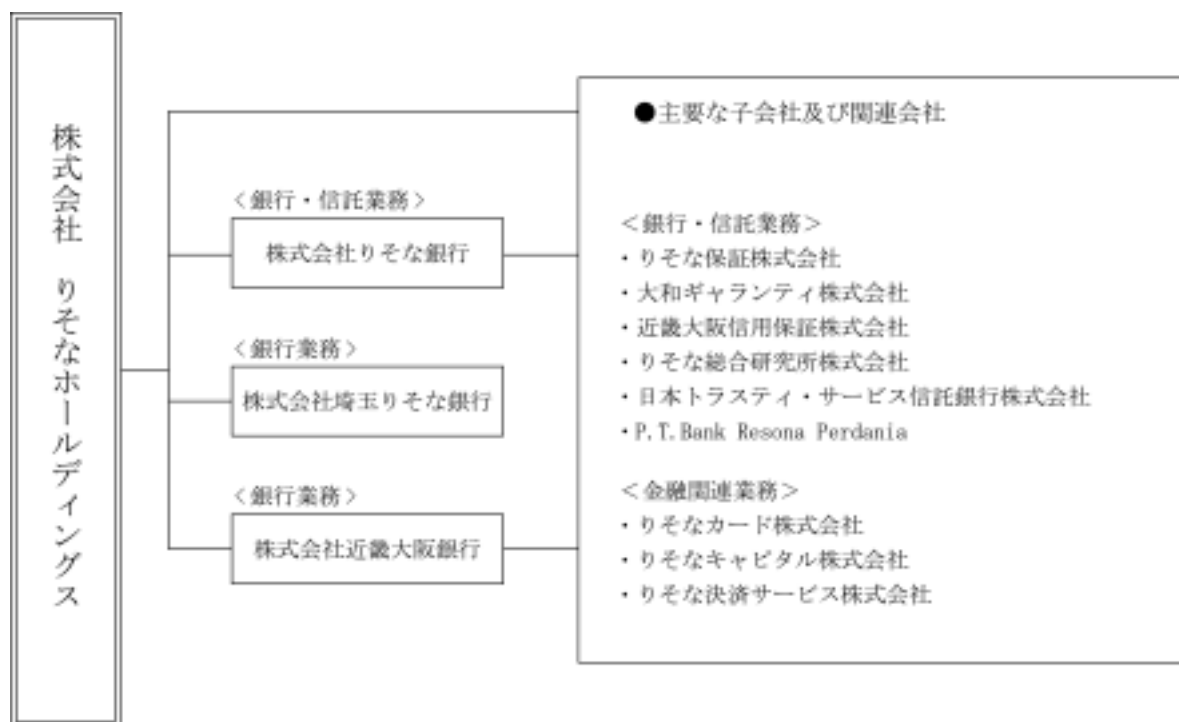 株式会社 りそなホールディングス
<銀行・信託業務>
株式会社りそな銀行
<銀行業務>
株式会社埼玉りそな銀行
<銀行業務>
株式会社近畿大阪銀行
●主要な子会社及び関連会社
<銀行・信託業務>
・りそな保証株式会社
・大和ギャランティ株式会社
・近畿大阪信用保証株式会社
・りそな総合研究所株式会社
・日本トラスティ・サービス信託銀行株式会社
・P.T.Bank Resona Perdania
<金融関連業務>
・りそなカード株式会社
・りそなキャピタル株式会社
・りそな決済サービス株式会社